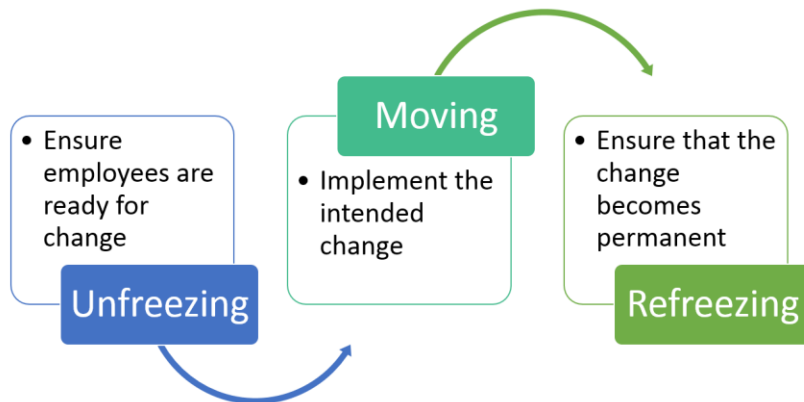 • Ensure
employees are
ready for
change
Unfreezing
Moving
• Implement the
intended
change
• Ensure that the
change
becomes
permanent
Refreezing